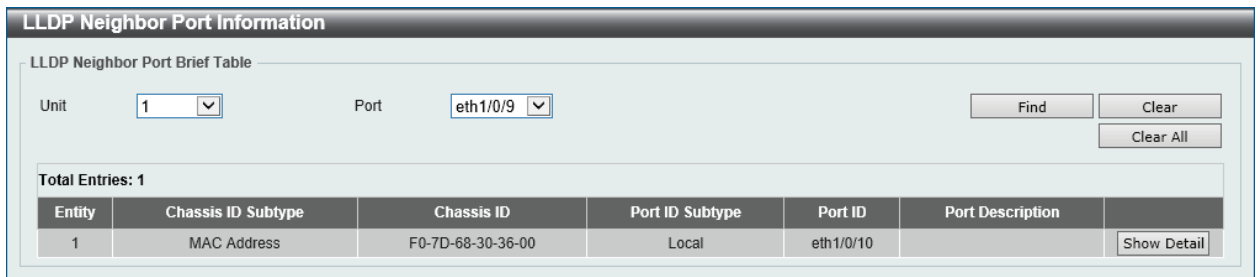 LLDP Neighbor Port Information
LLDP Neighbor Port Brief Table
Unit 1 Port eth1/0/9 Find Clear
Clear All
Total Entries: 1
Entity Chassis ID Subtype Chassis ID Port ID Subtype Port ID Port Description
1 MAC Address F0-7D-68-30-36-00 Local eth1/0/10 Show Detail